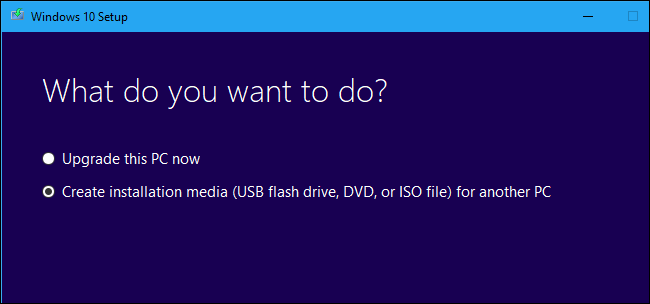 Windows 10 Setup
What do you want to do?
Upgrade this PC now
Create installation media (USB flash drive, DVD, or ISO file) for another PC